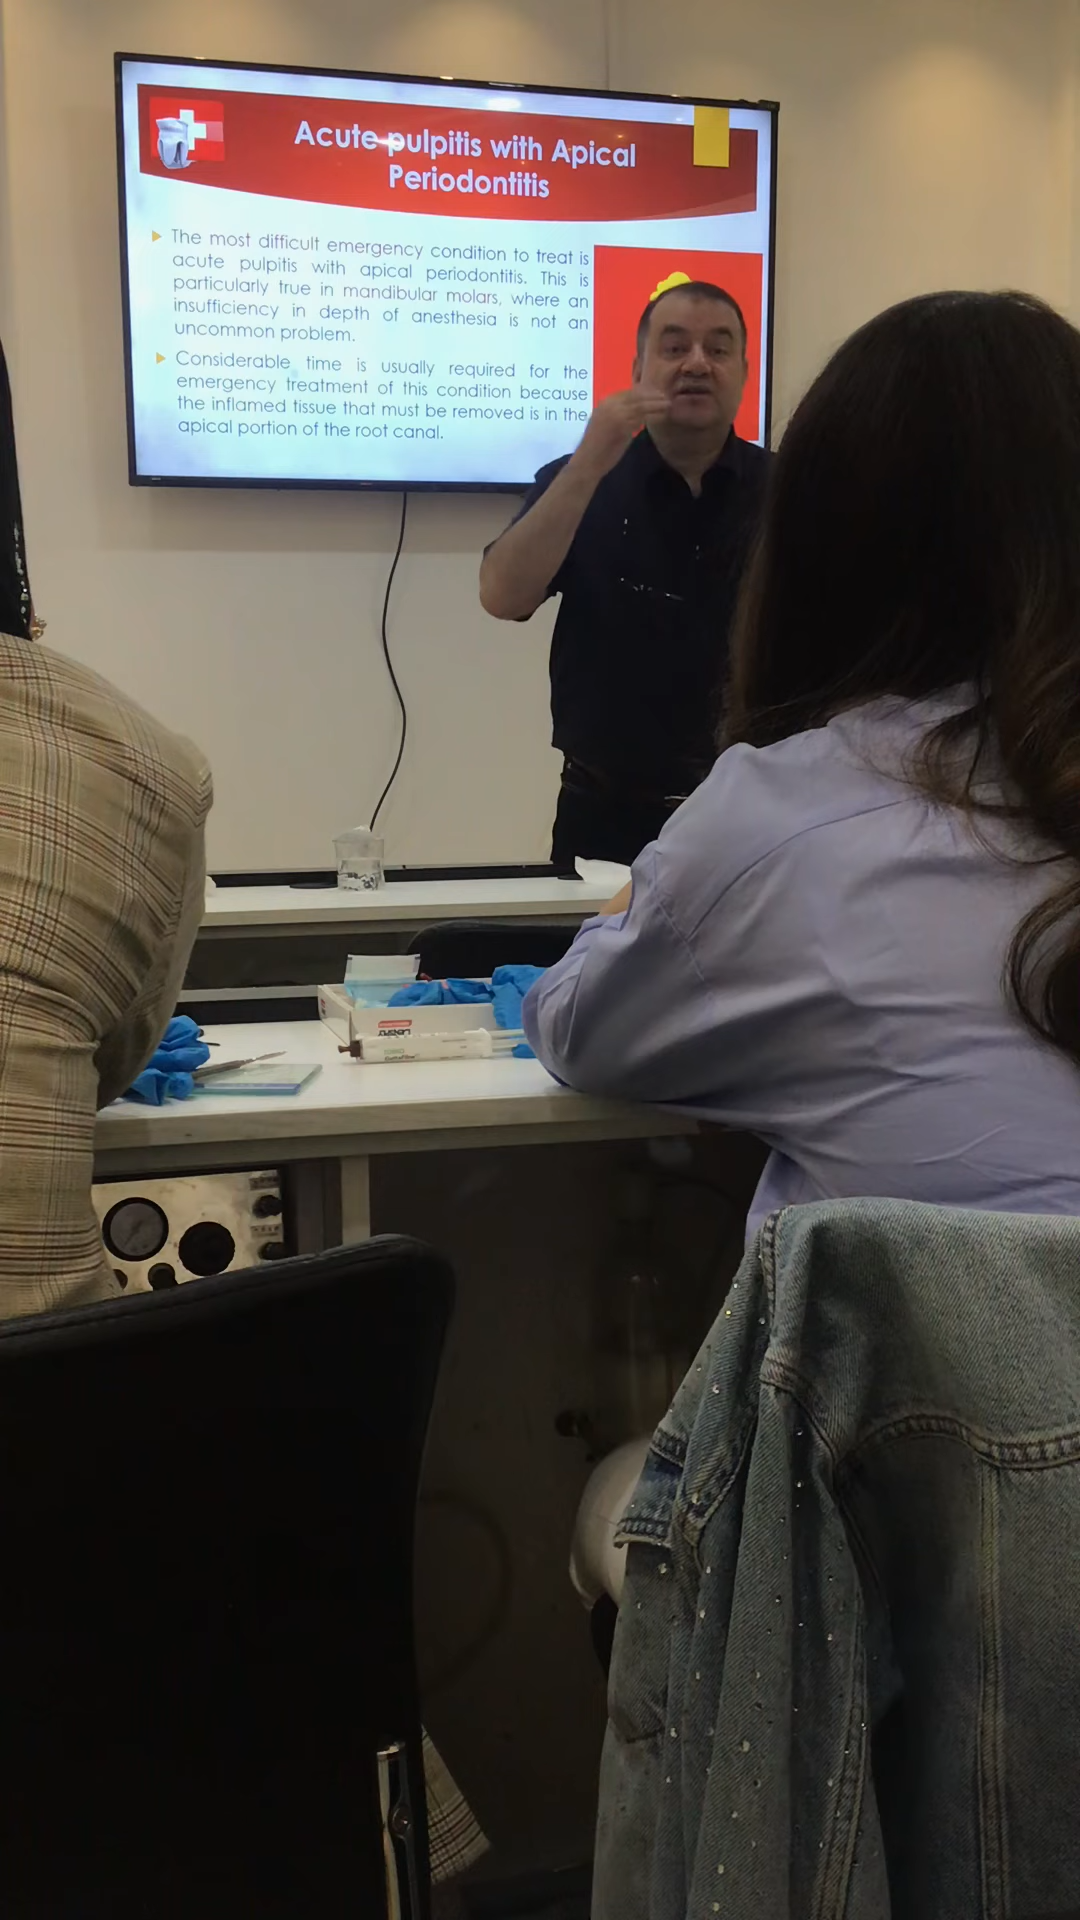 Acute pulpitis with Apical
Periodontitis
The most difficult emergency condition to treat is
acute pulpitis with apical periodontitis. This is
particularly true in mandibular molars, where an
insufficiency in depth of anesthesia is not an
uncommon problem.
Considerable time is usually required for the
emergency treatment of this condition because
the inflamed tissue that must be removed is in the
apical portion of the root canal.